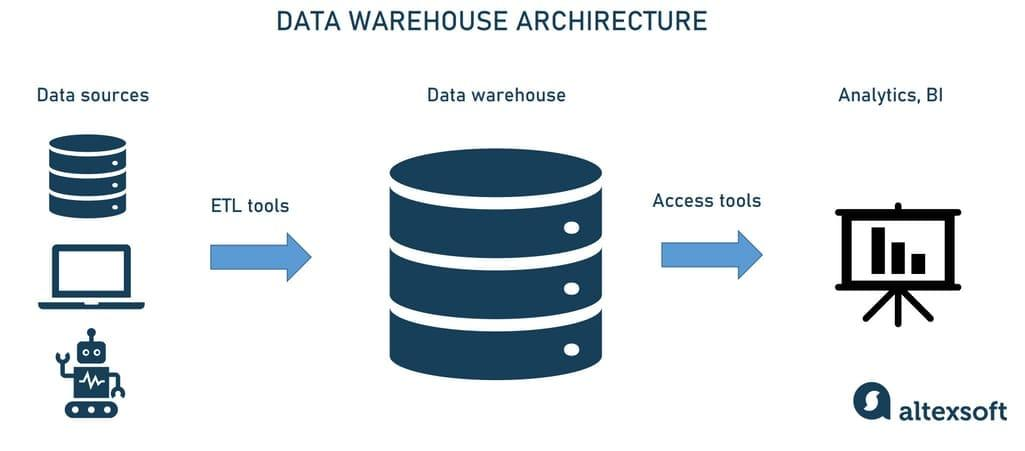 DATA WAREHOUSE ARCHIRECTURE
Data sources
Data warehouse
Analytics, BI
ETL tools
Access tools
altexsoft